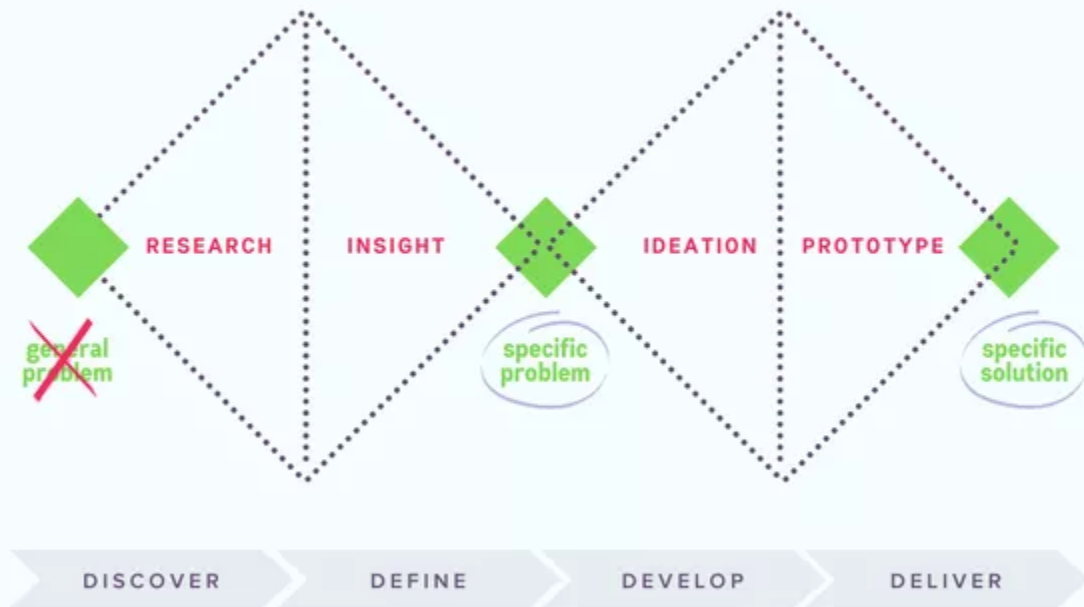 RESEARCH
INSIGHT
IDEATION
PROTOTYPE
general
problem
specific
problem
specific
solution
DISCOVER
DEFINE
DEVELOP
DELIVER